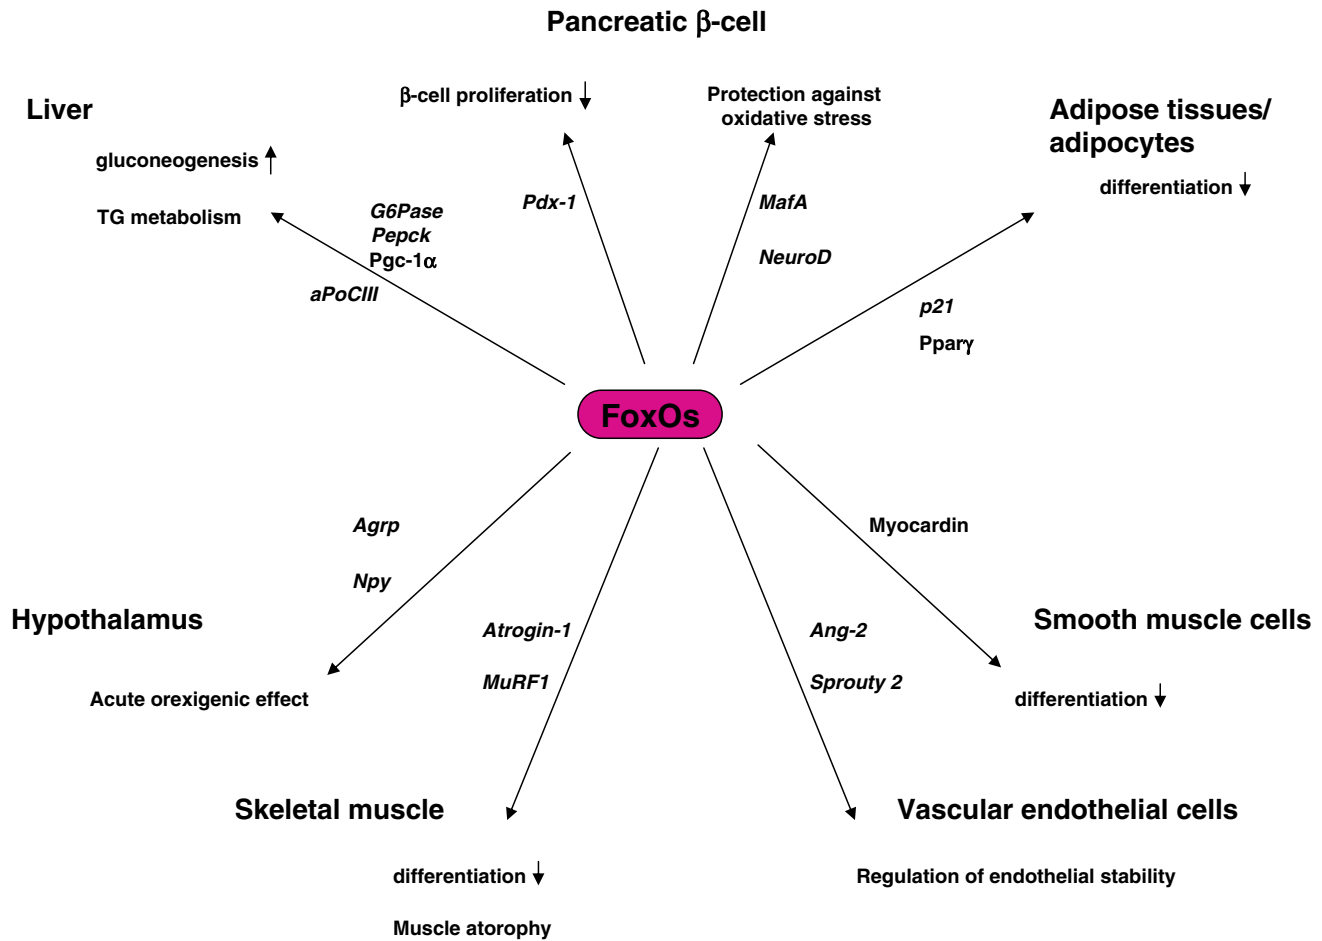 Pancreatic β-cell
β-cell proliferation ↓
Protection against
oxidative stress
Liver
gluconeogenesis ↑
TG metabolism
Adipose tissues/
adipocytes
differentiation ↓
G6Pase
Pepck
Pgc-1α
aPoCIII
Pdx-1
MafA
NeuroD
p21
Pparγ
FoxOs
Agrp
Npy
Hypothalamus
Acute orexigenic effect
Atrogin-1
MuRF1
Ang-2
Sprouty 2
Myocardin
Smooth muscle cells
differentiation ↓
Skeletal muscle
differentiation ↓
Muscle atorophy
Vascular endothelial cells
Regulation of endothelial stability